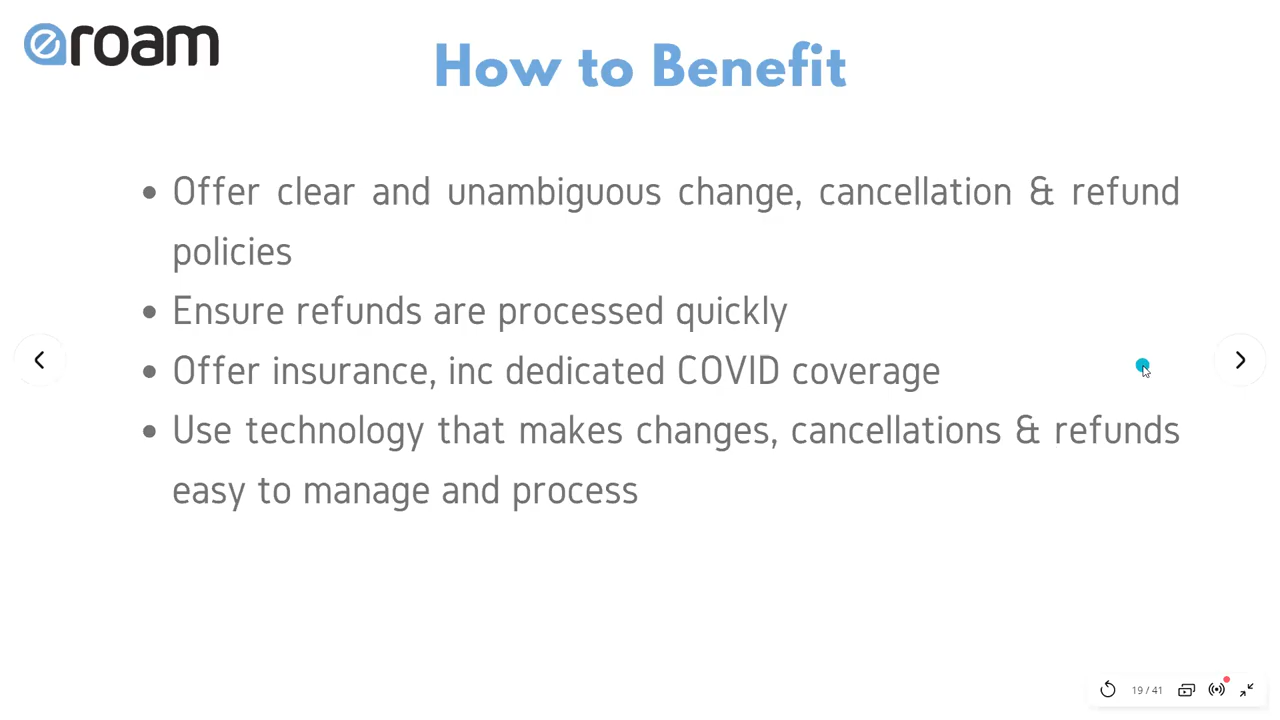 eroam
How to Benefit
• Offer clear and unambiguous change, cancellation & refund
policies
• Ensure refunds are processed quickly
• Offer insurance, inc dedicated COVID coverage
• Use technology that makes changes, cancellations & refunds
easy to manage and process
19 / 41